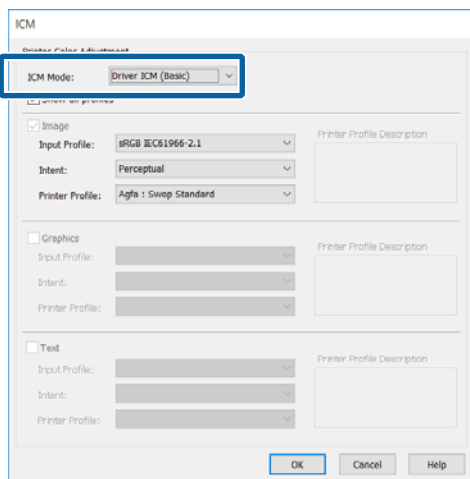 ICM
Printer Color Adjustment
ICM Mode: Driver ICM (Basic)
Show all profiles
Image
Printer Profile Description
Input Profile: sRGB IEC61966-2.1
Intent: Perceptual
Printer Profile: Agfa : Swop Standard
Graphics
Printer Profile Description
Input Profile:
Intent:
Printer Profile:
Text
Printer Profile Description
Input Profile:
Intent:
Printer Profile:
OK Cancel Help